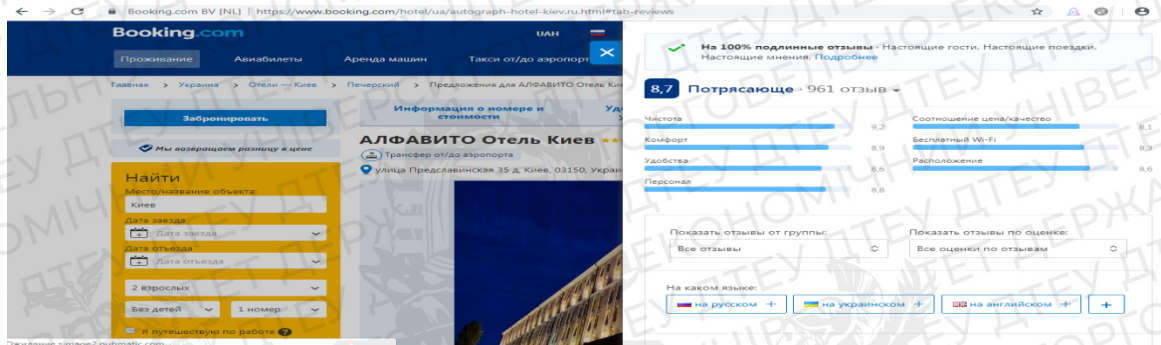 Booking.com BV [NL] | https://www.booking.com/hotel/ua/autograph-hotel-kiev.ru.html#tab-reviews
Booking.com
UAH
Проживание Авиабилеты Аренда машин Такси от/до аэропорт
Главная > Украина > Отели — Киев > Печерский > Предложения для АЛФАВИТО Отель Ки
Забронировать
Мы возвращаем разницу в цене
Найти
Место/название объекта:
Киев
Дата заезда
Дата заезда
Дата отъезда
Дата отъезда
2 взрослых
Без детей 1 номер
Я путешествую по работе
Информация о номере и
стоимости
АЛФАВИТО Отель Киев
Трансфер от/до аэропорта
улица Предславинская 35 д, Киев, 03150, Украи
На 100% подлинные отзывы - Настоящие гости. Настоящие поездки.
Настоящие мнения. Подробнее
8,7 Потрясающе · 961 отзыв
Чистота 9,2
Комфорт 8,9
Удобства 8,6
Персонал 8,8
Соотношение цена/качество 8,1
Бесплатный Wi-Fi 8,3
Расположение 8,6
Показать отзывы от группы:
Все отзывы
Показать отзывы по оценке:
Все оценки по отзывам
На каком языке:
на русском + на украинском + на английском + +